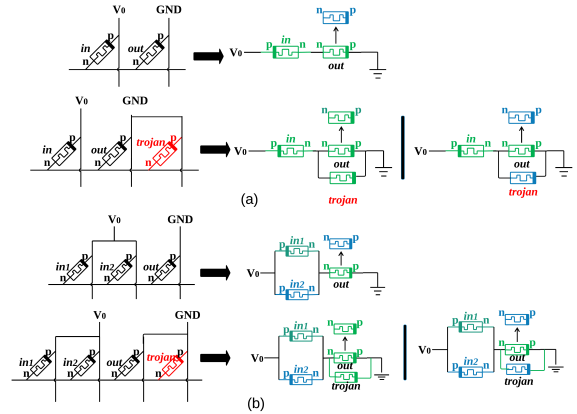 V0 GND
in p out p
n n
n p
V0 p in n n p
out
V0 GND
in p out p trojan p
n n n
n p n p
V0 p in n n p V0 p in n n p
out out
trojan trojan
(a)
V0 GND
in1 p in2 p out p
n n n
p in1 n n p
V0 p in2 n n p
out
V0 GND
in1 p in2 p out p trojan p
n n n n
p in1 n n p p in1 n n p
V0 p in2 n n p V0 p in2 n n p
out out
trojan trojan
(b)